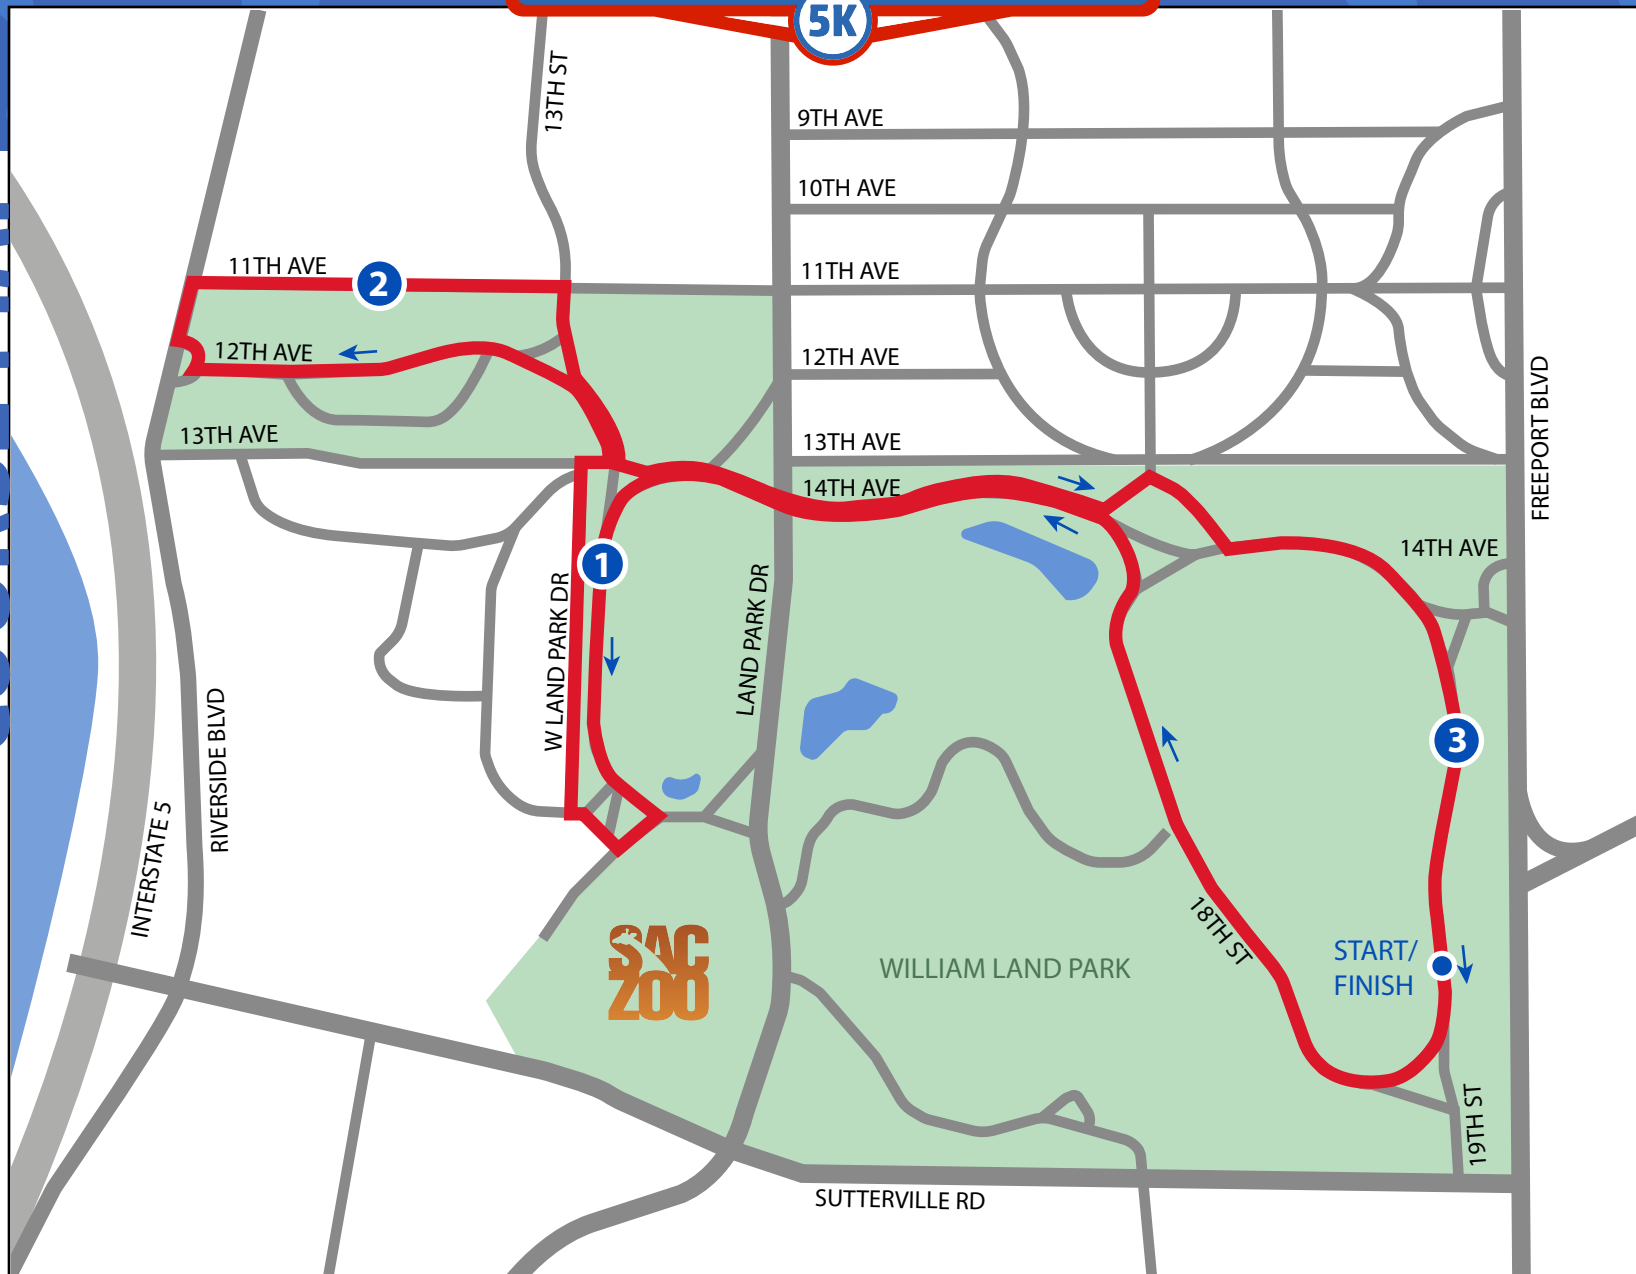 5K
13TH ST
9TH AVE
10TH AVE
11TH AVE
2
11TH AVE
12TH AVE
12TH AVE
13TH AVE
13TH AVE
FREEPORT BLVD
14TH AVE
14TH AVE
1
W LAND PARK DR
LAND PARK DR
3
RIVERSIDE BLVD
INTERSTATE 5
18TH ST
SAC
ZOO
WILLIAM LAND PARK
START/
FINISH
19TH ST
SUTTERVILLE RD